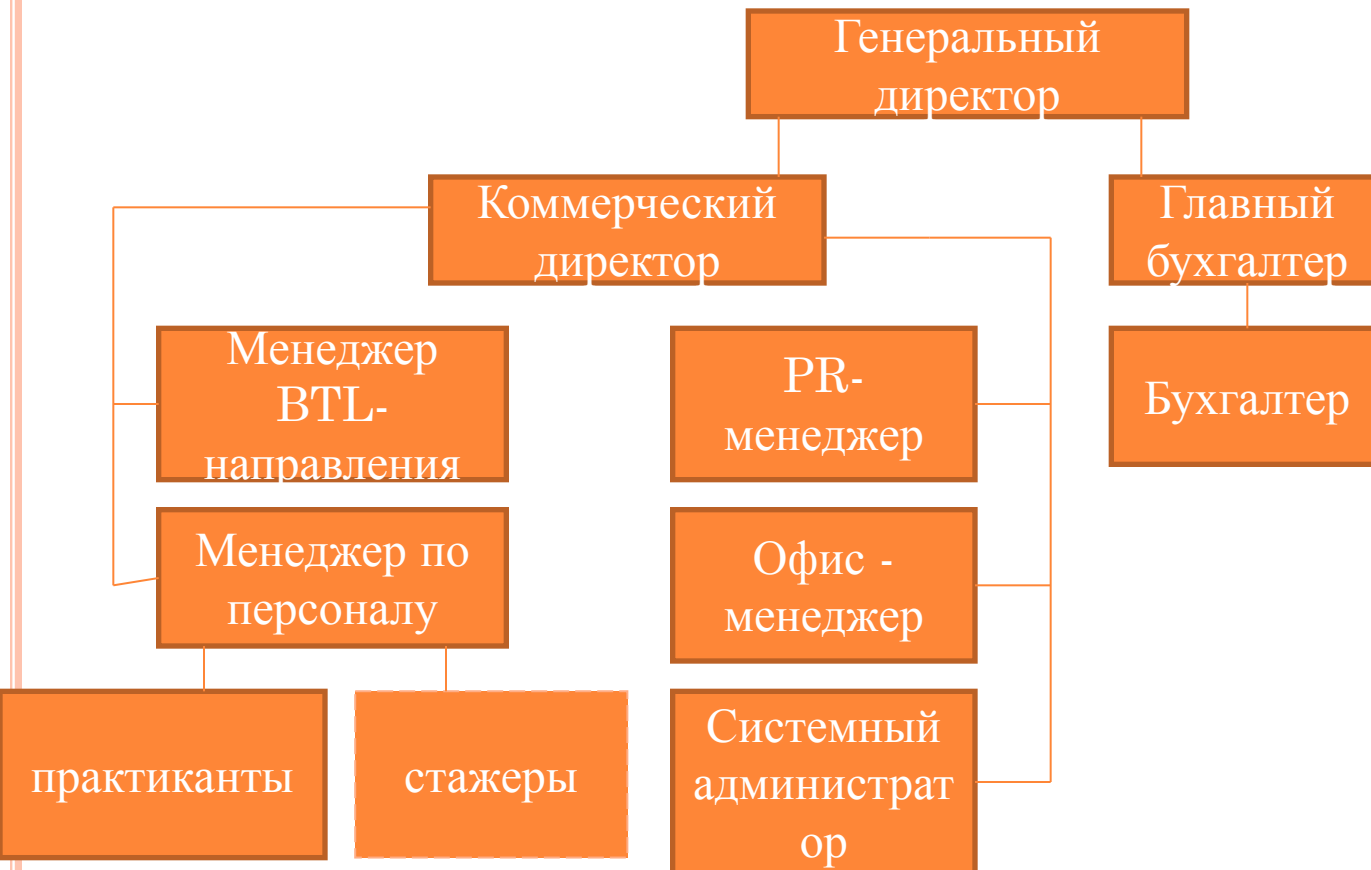 Генеральный
директор
Коммерческий
директор
Главный
бухгалтер
Менеджер
BTL-
направления
PR-
менеджер
Бухгалтер
Менеджер по
персоналу
Офис -
менеджер
практиканты
стажеры
Системный
администрат
ор